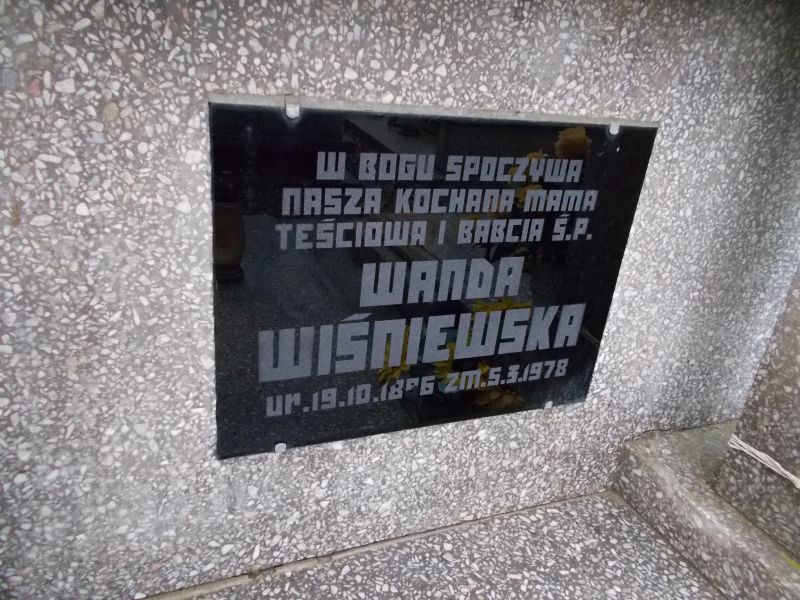 W BOGU SPOCZYWA
NASZA KOCHANA MAMA
TEŚCIOWA I BABCIA Ś.P.
WANDA
WIŚNIEWSKA
ur.19.10.1896 zm.5.3.1978